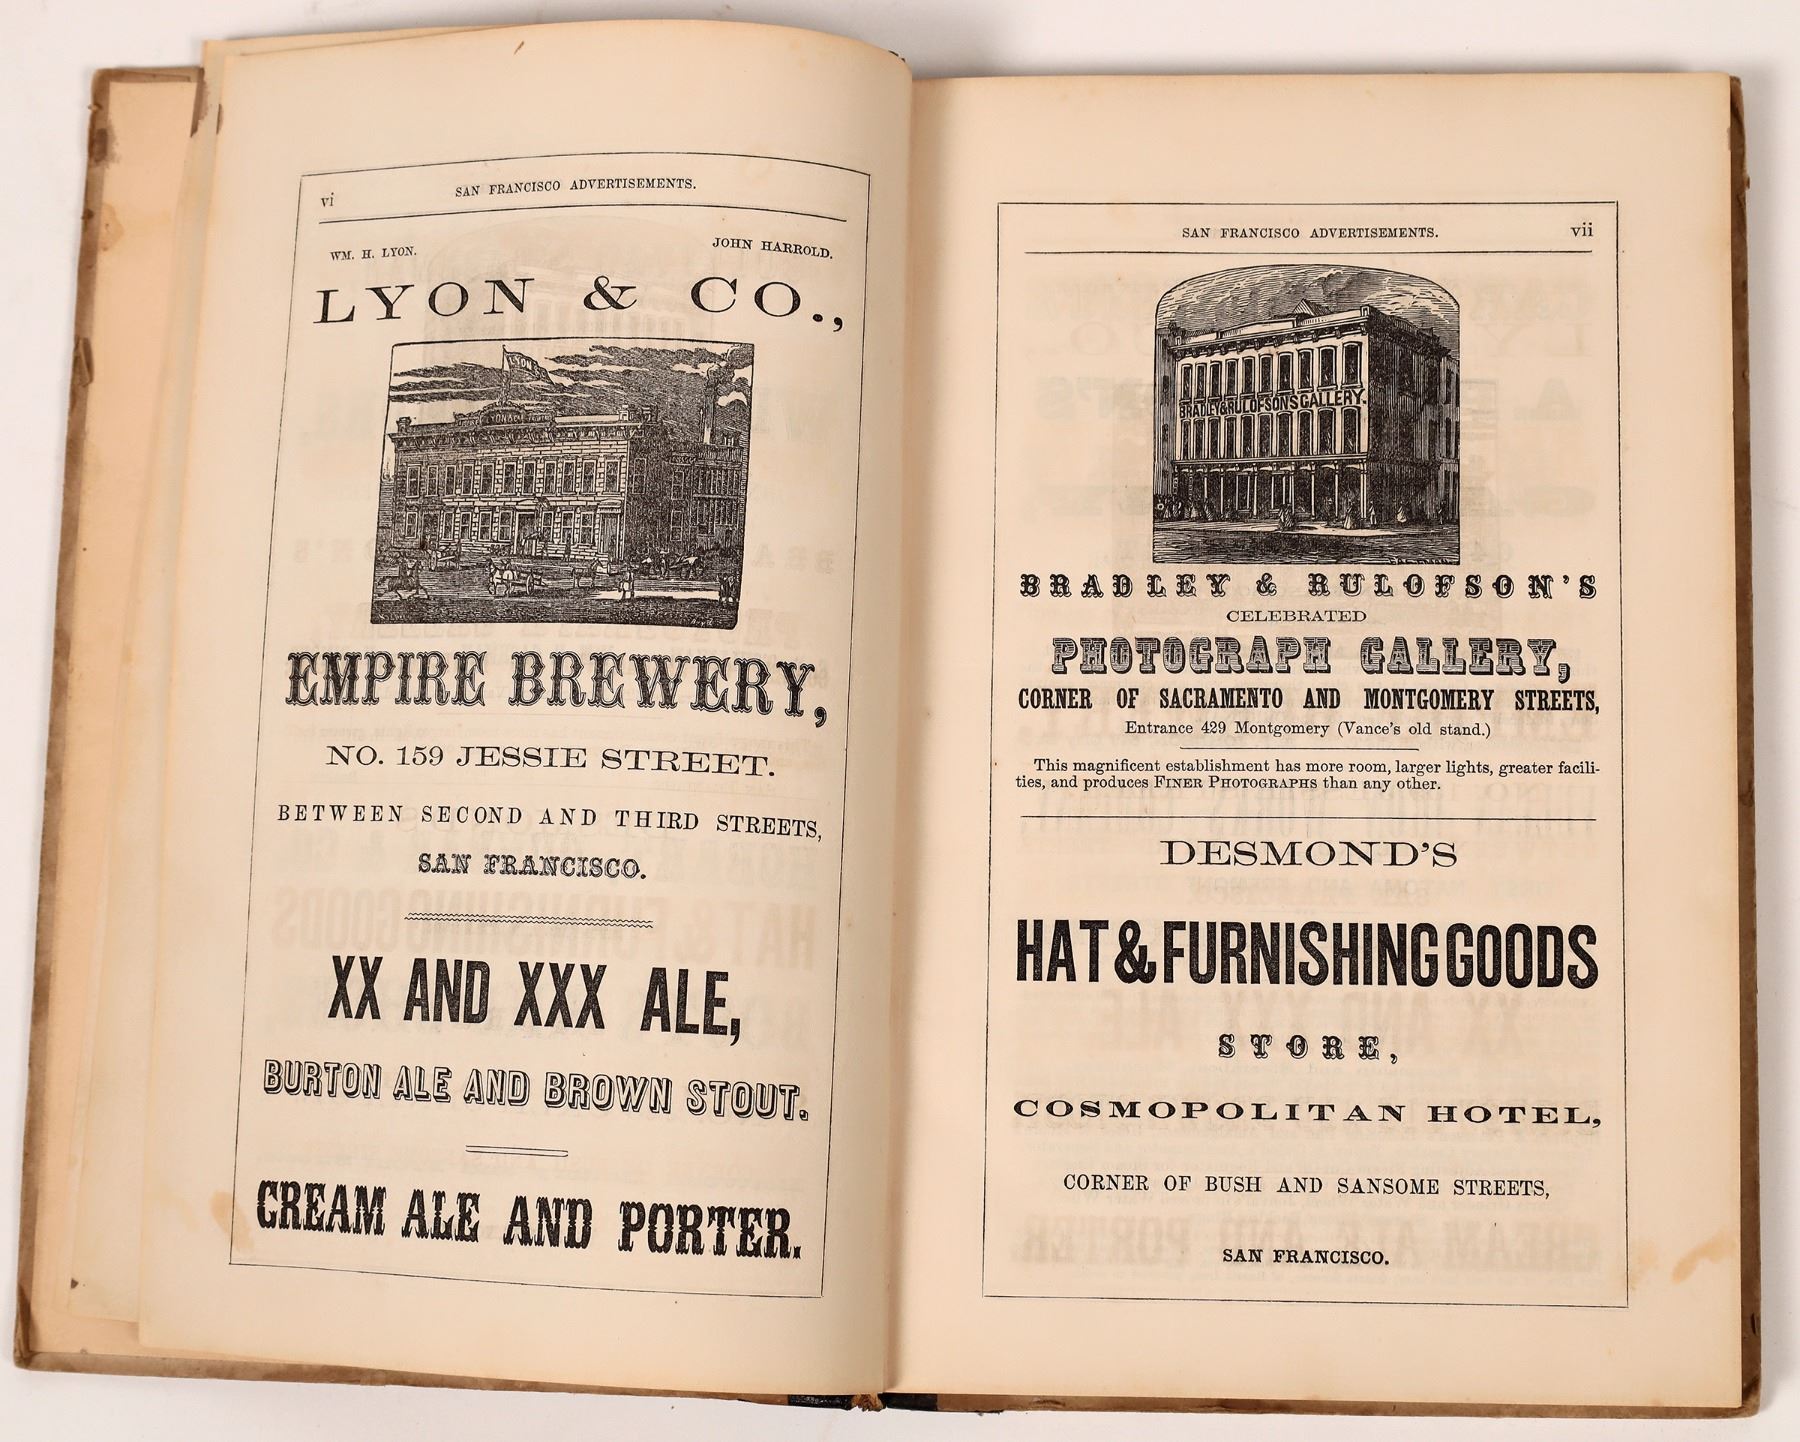 vi
SAN FRANCISCO ADVERTISEMENTS.
WM. H. LYON.
JOHN HARROLD.
LYON & CO.,
LYON
EMPIRE BREWERY,
NO. 159 JESSIE STREET.
BETWEEN SECOND AND THIRD STREETS,
SAN FRANCISCO.
XX AND XXX ALE,
BURTON ALE AND BROWN STOUT.
CREAM ALE AND PORTER.
SAN FRANCISCO ADVERTISEMENTS.
vii
BRADLEY & RULOFSON'S GALLERY.
BRADLEY & RULOFSON'S
CELEBRATED
PHOTOGRAPH GALLERY,
CORNER OF SACRAMENTO AND MONTGOMERY STREETS,
Entrance 429 Montgomery (Vance's old stand.)
This magnificent establishment has more room, larger lights, greater facili-
ties, and produces FINER PHOTOGRAPHS than any other.
DESMOND'S
HAT & FURNISHING GOODS
STORE,
COSMOPOLITAN HOTEL,
CORNER OF BUSH AND SANSOME STREETS,
SAN FRANCISCO.